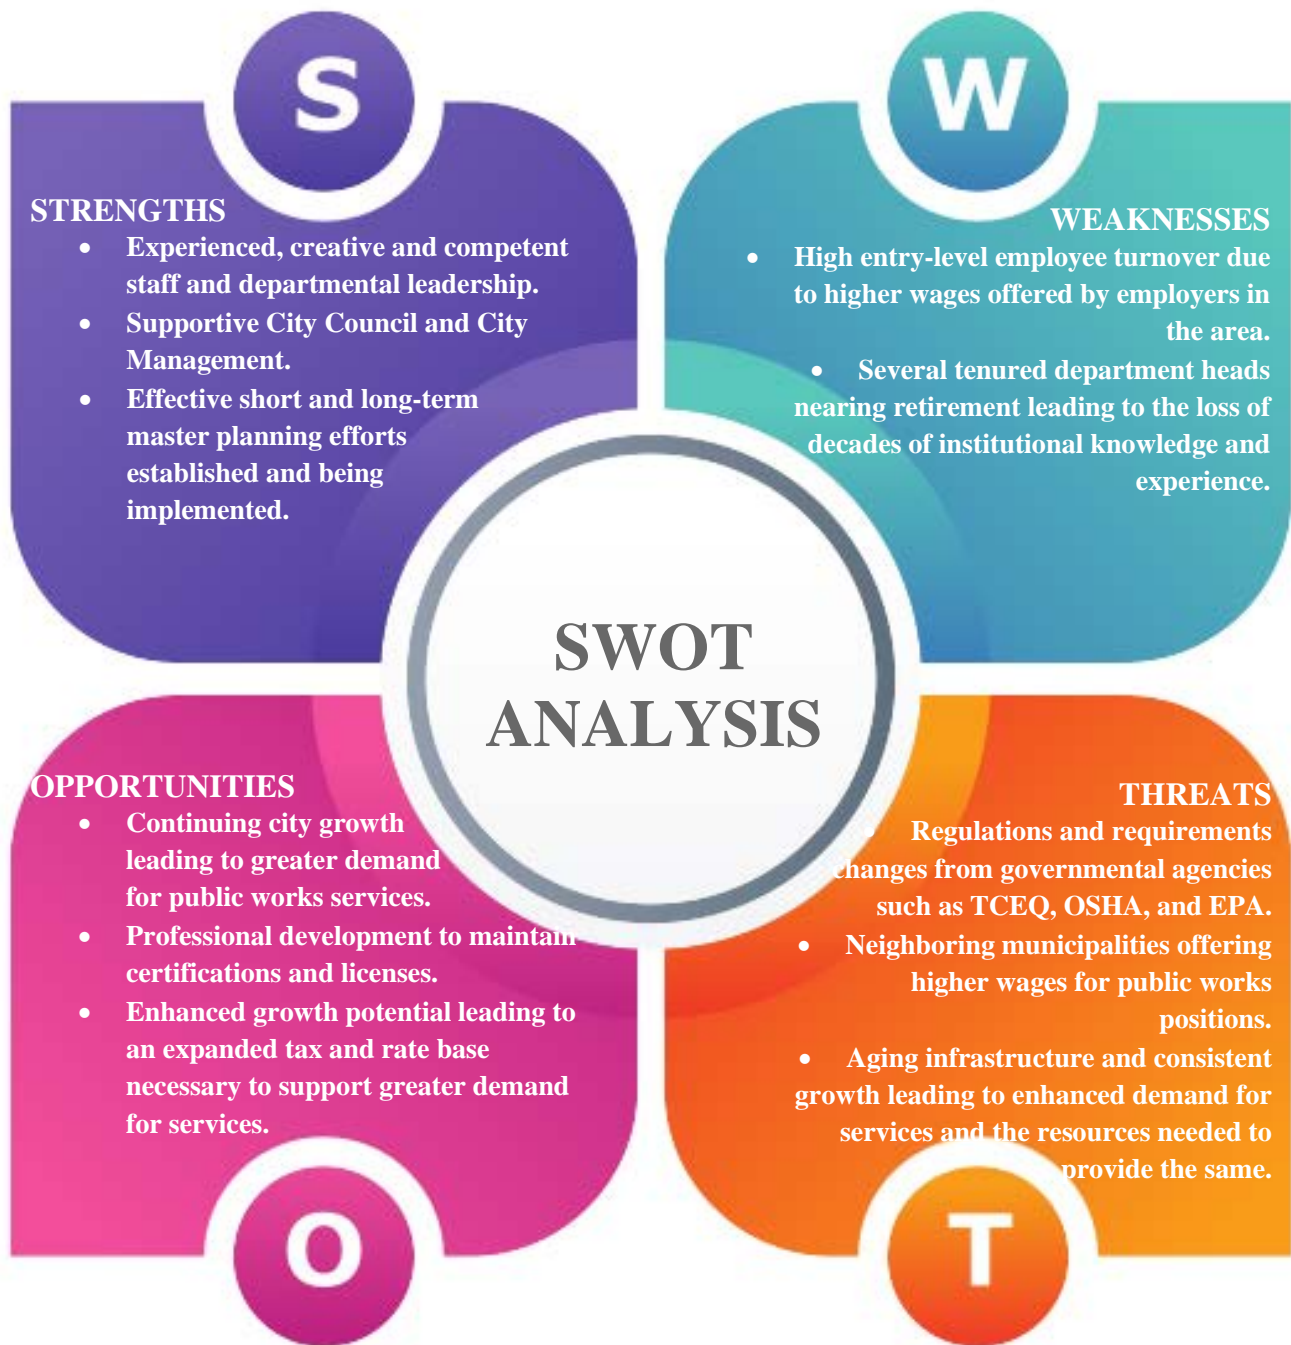 S
STRENGTHS
• Experienced, creative and competent
staff and departmental leadership.
• Supportive City Council and City
Management.
• Effective short and long-term
master planning efforts
established and being
implemented.
W
WEAKNESSES
• High entry-level employee turnover due
to higher wages offered by employers in
the area.
• Several tenured department heads
nearing retirement leading to the loss of
decades of institutional knowledge and
experience.
SWOT
ANALYSIS
OPPORTUNITIES
• Continuing city growth
leading to greater demand
for public works services.
• Professional development to maintain
certifications and licenses.
• Enhanced growth potential leading to
an expanded tax and rate base
necessary to support greater demand
for services.
O
THREATS
• Regulations and requirements
changes from governmental agencies
such as TCEQ, OSHA, and EPA.
• Neighboring municipalities offering
higher wages for public works
positions.
• Aging infrastructure and consistent
growth leading to enhanced demand for
services and the resources needed to
provide the same.
T